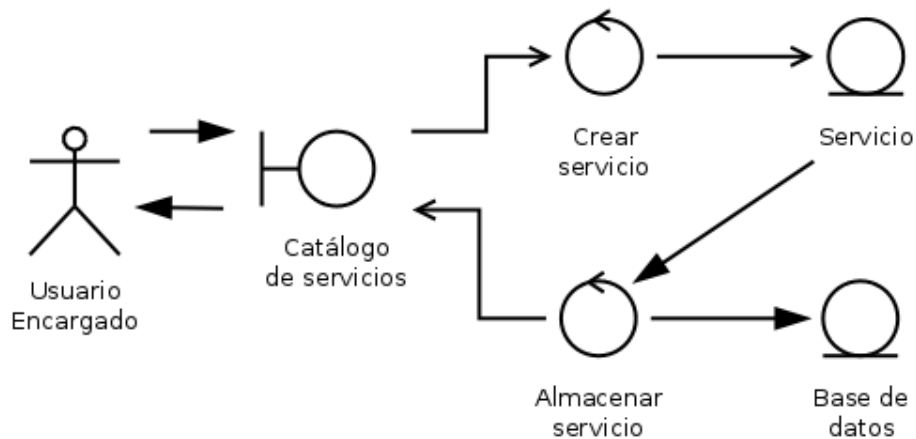 Crear
servicio
Servicio
Catálogo
de servicios
Usuario
Encargado
Almacenar
servicio
Base de
datos